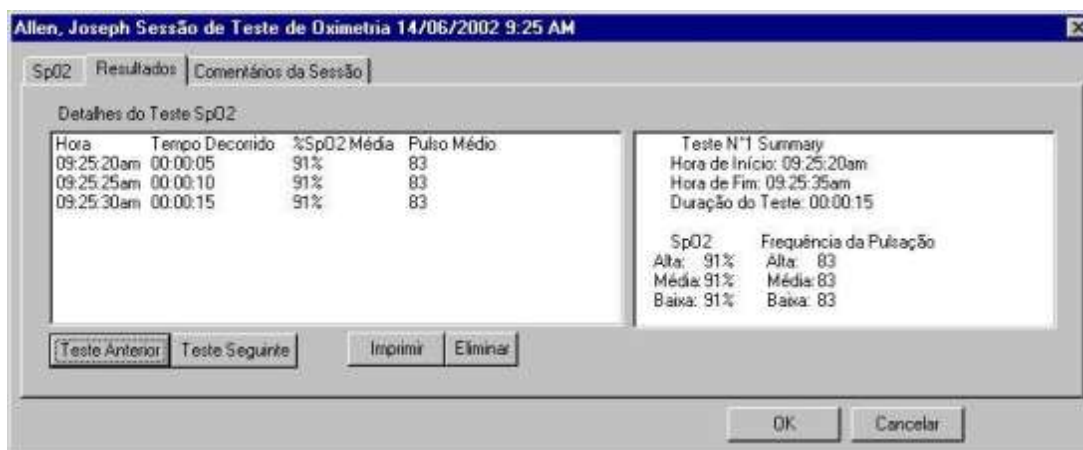 Allen, Joseph Sessão de Teste de Oximetria 14/06/2002 9:25 AM
Sp02 Resultados Comentários da Sessão
Detalhes do Teste Sp02
Hora Tempo Decorrido %Sp02 Média Pulso Médio
09:25:20am 00:00:05 91% 83
09:25:25am 00:00:10 91% 83
09:25:30am 00:00:15 91% 83
Teste N°1 Summary
Hora de Início: 09:25:20am
Hora de Fim: 09:25:35am
Duração do Teste: 00:00:15
Sp02 Frequência da Pulsação
Alta: 91% Alta: 83
Média: 91% Média: 83
Baixa: 91% Baixa: 83
Teste Anterior Teste Seguinte Imprimir Eliminar
OK Cancelar